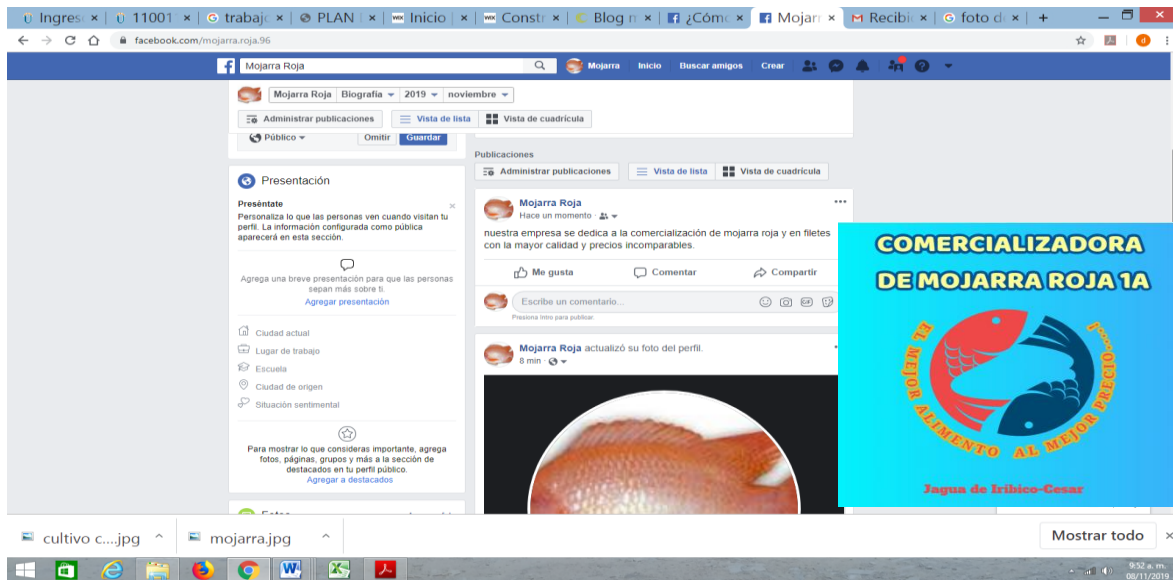 Ingres
11001
trabajo
PLAN
Inicio
Constr
Blog m
¿Cómo
Mojarr
Recibi
foto d
facebook.com/mojarra.roja.96
Mojarra Roja
Mojarra Inicio Buscar amigos Crear
Mojarra Roja Biografía 2019 noviembre
Administrar publicaciones Vista de lista Vista de cuadrícula
Público Omitir Guardar
Presentación
Preséntate
Personaliza lo que las personas ven cuando visitan tu
perfil. La información configurada como pública
aparecerá en esta sección.
Agrega una breve presentación para que las personas
sepan más sobre ti.
Agregar presentación
Ciudad actual
Lugar de trabajo
Escuela
Ciudad de origen
Situación sentimental
Para mostrar lo que consideras importante, agrega
fotos, páginas, grupos y más a la sección de
destacados en tu perfil público.
Agregar a destacados
Publicaciones
Administrar publicaciones Vista de lista Vista de cuadrícula
Mojarra Roja
Hace un momento
nuestra empresa se dedica a la comercialización de mojarra roja y en filetes
con la mayor calidad y precios incomparables.
Me gusta Comentar Compartir
Escribe un comentario...
Presiona Intro para publicar.
Mojarra Roja actualizó su foto del perfil.
8 min
COMERCIALIZADORA
DE MOJARRA ROJA 1A
EL MEJOR ALIMENTO AL MEJOR PRECIO.....!
Jagua de Iribico-Cesar
cultivo c....jpg
mojarra.jpg
Mostrar todo
9:52 a. m.
08/11/2019